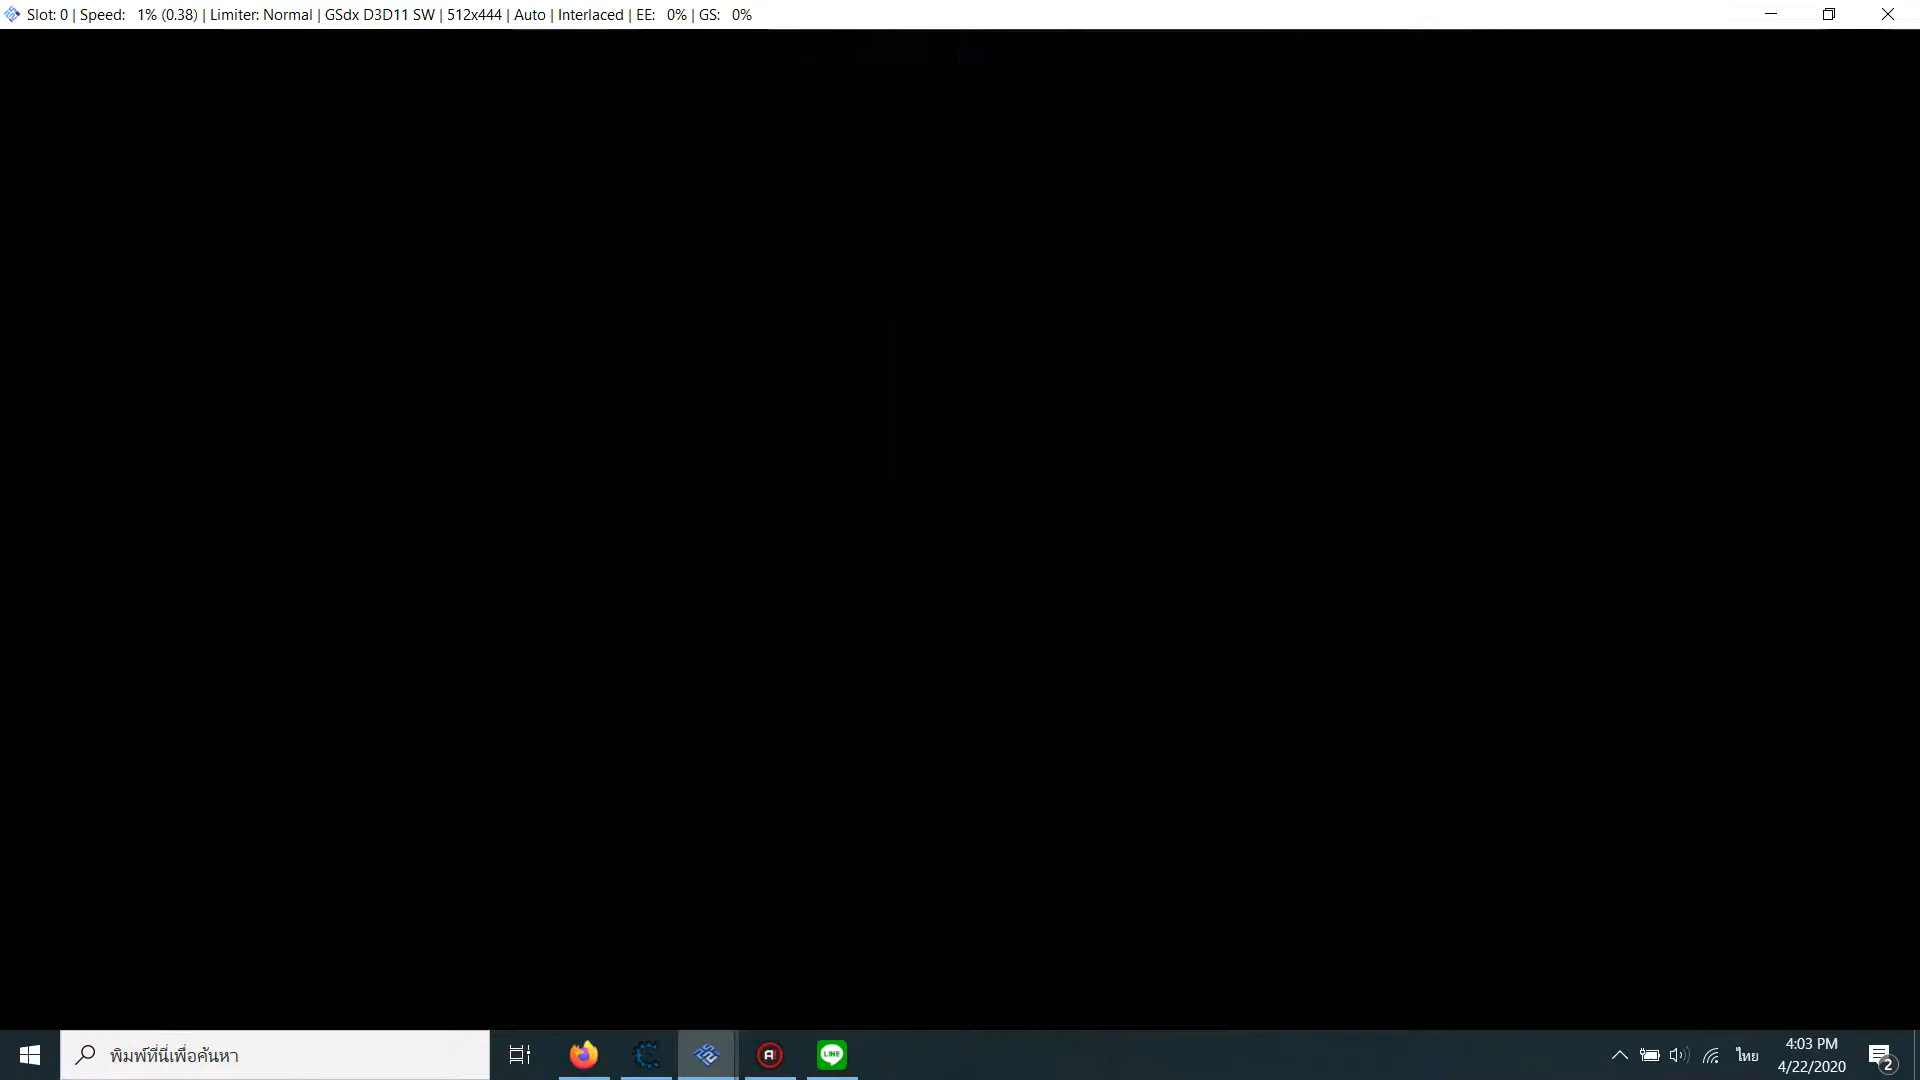 Slot: 0 | Speed: 1% (0.38) | Limiter: Normal | GSdx D3D11 SW | 512x444 | Auto | Interlaced | EE: 0% | GS: 0%
พิมพ์ที่นี่เพื่อค้นหา
LINE
ไทย
4:03 PM
4/22/2020
2